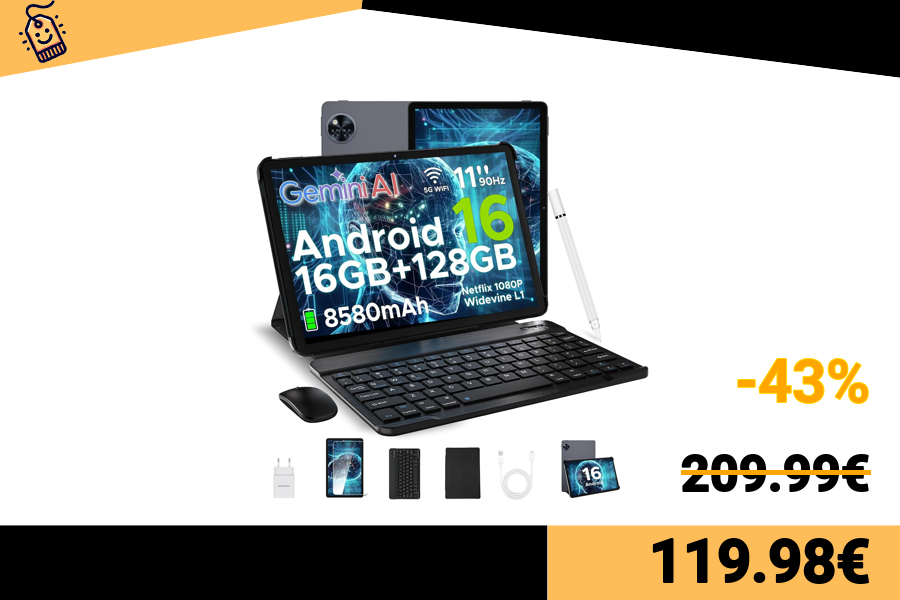 Gemini AI
5G WIFI
11''
90Hz
Android 16
16GB+128GB
8580mAh
Netflix 1080P
Widevine L1
16
Android
-43%
209.99€
119.98€